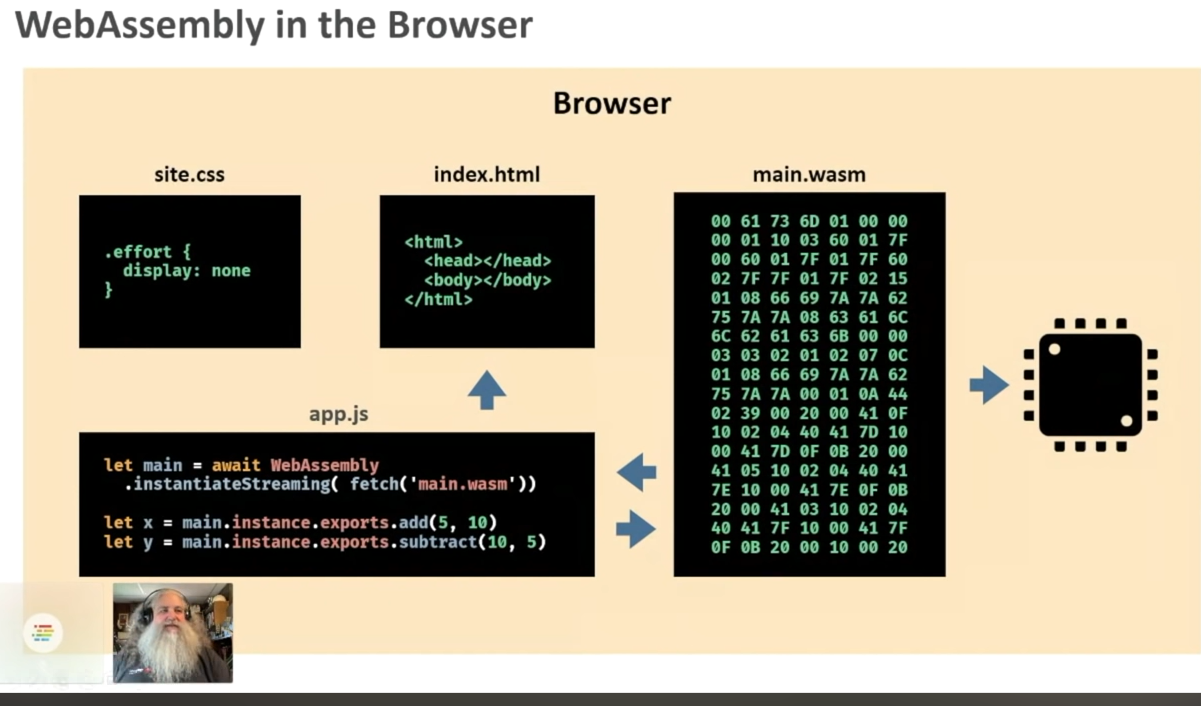 WebAssembly in the Browser
Browser
site.css
.effort {
display: none
}
index.html
<html>
<head></head>
<body></body>
</html>
main.wasm
00 61 73 6D 01 00 00
00 01 10 03 60 01 7F
00 60 01 7F 01 7F 60
02 7F 7F 01 7F 02 15
01 08 66 69 7A 7A 62
75 7A 7A 08 63 61 6C
6C 62 61 63 6B 00 00
03 03 02 01 02 07 0C
01 08 66 69 7A 7A 62
75 7A 7A 00 01 0A 44
02 39 00 20 00 41 0F
10 02 04 40 41 7D 10
00 41 7D 0F 0B 20 00
41 05 10 02 04 40 41
7E 10 00 41 7E 0F 0B
20 00 41 03 10 02 04
40 41 7F 10 00 41 7F
0F 0B 20 00 10 00 20
app.js
let main = await WebAssembly
.instantiateStreaming( fetch('main.wasm'))
let x = main.instance.exports.add(5, 10)
let y = main.instance.exports.subtract(10, 5)